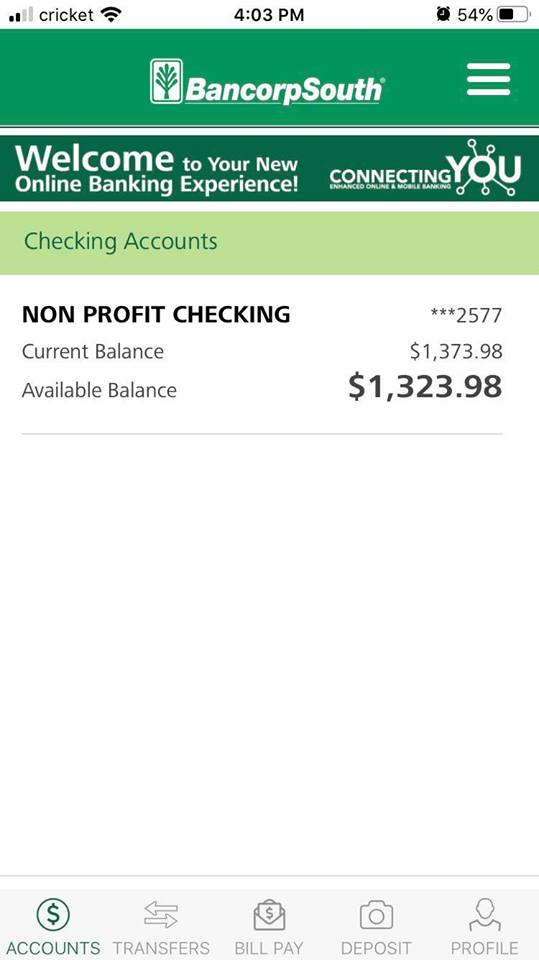 cricket 4:03 PM 54%
BancorpSouth®
Welcome to Your New
Online Banking Experience!
CONNECTING YOU
ENHANCED ONLINE & MOBILE BANKING
Checking Accounts
NON PROFIT CHECKING ***2577
Current Balance $1,373.98
Available Balance $1,323.98
ACCOUNTS TRANSFERS BILL PAY DEPOSIT PROFILE